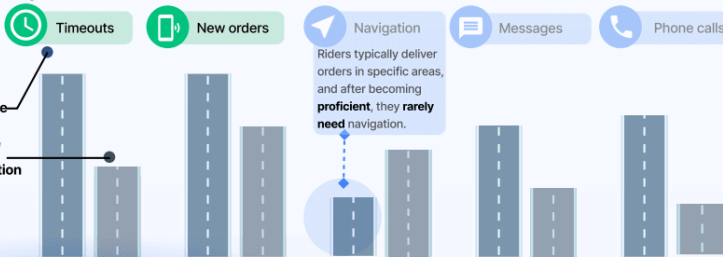 Timeouts
New orders
Navigation
Messages
Phone calls
Riders typically deliver
orders in specific areas,
and after becoming
proficient, they rarely
need navigation.
e
tion